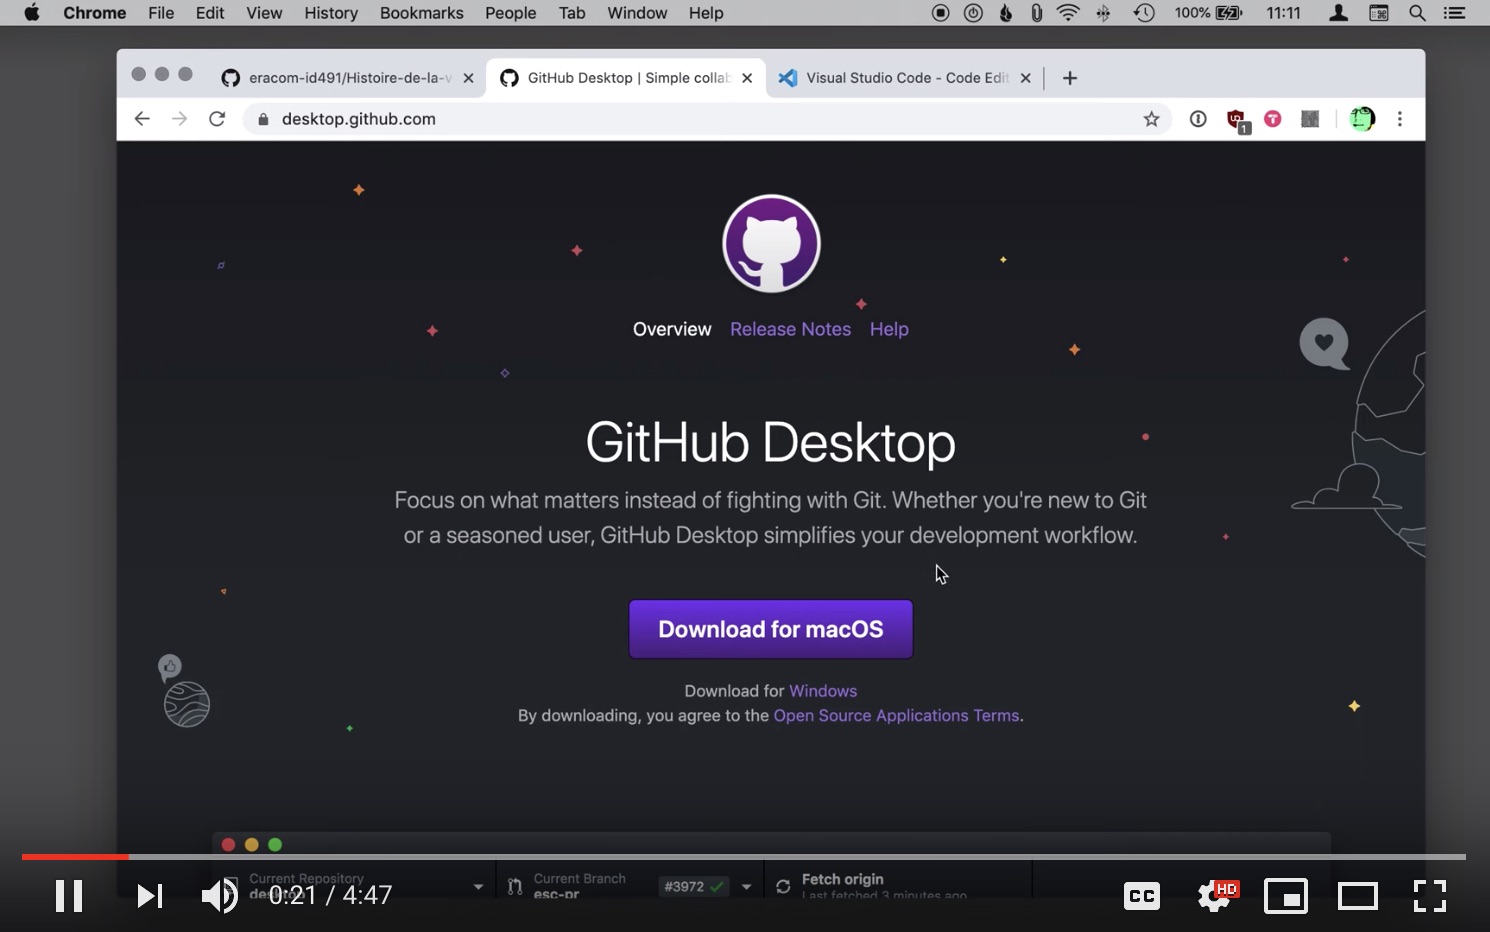 Chrome File Edit View History Bookmarks People Tab Window Help 100% 11:11
eracom-id491/Histoire-de-la-v GitHub Desktop | Simple collab Visual Studio Code - Code Edit
desktop.github.com 1
Overview Release Notes Help
GitHub Desktop
Focus on what matters instead of fighting with Git. Whether you're new to Git
or a seasoned user, GitHub Desktop simplifies your development workflow.
Download for macOS
Download for Windows
By downloading, you agree to the Open Source Applications Terms.
Current Repository
desktop
Current Branch
esc-pr
#3972
Fetch origin
Last fetched 3 minutes ago
0:21 / 4:47
CC HD